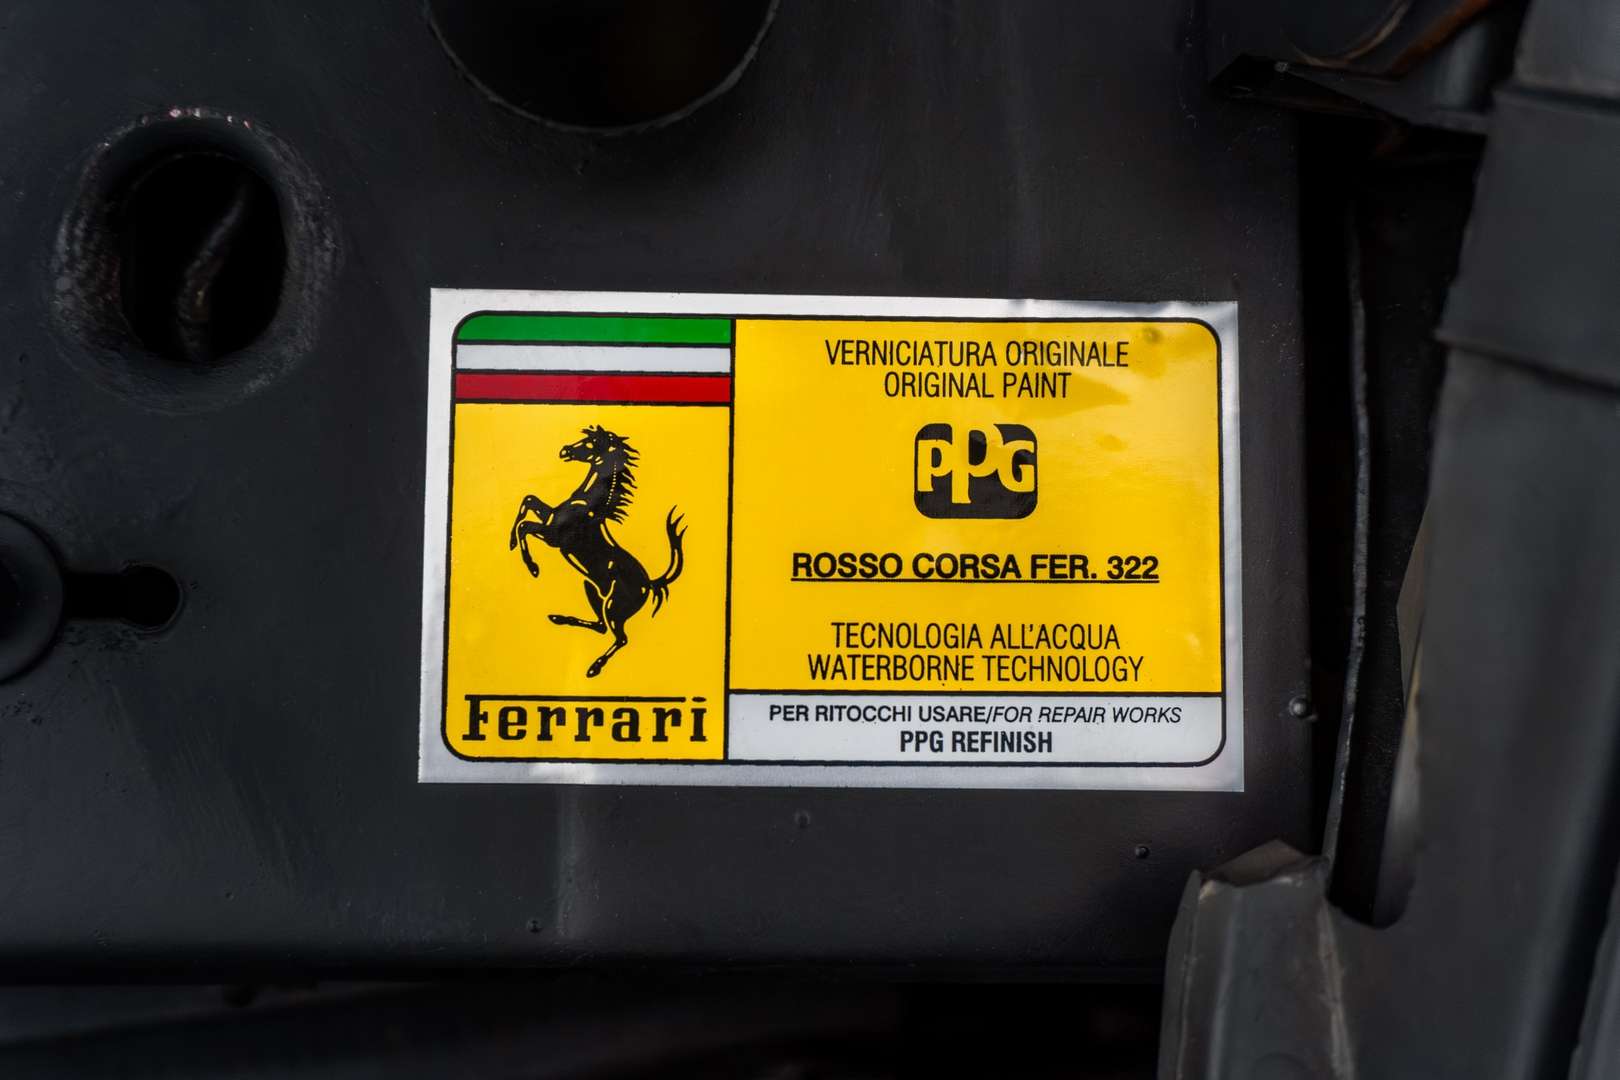 Ferrari
VERNICIATURA ORIGINALE
ORIGINAL PAINT
PPG
ROSSO CORSA FER. 322
TECNOLOGIA ALL'ACQUA
WATERBORNE TECHNOLOGY
PER RITOCCHI USARE/FOR REPAIR WORKS
PPG REFINISH